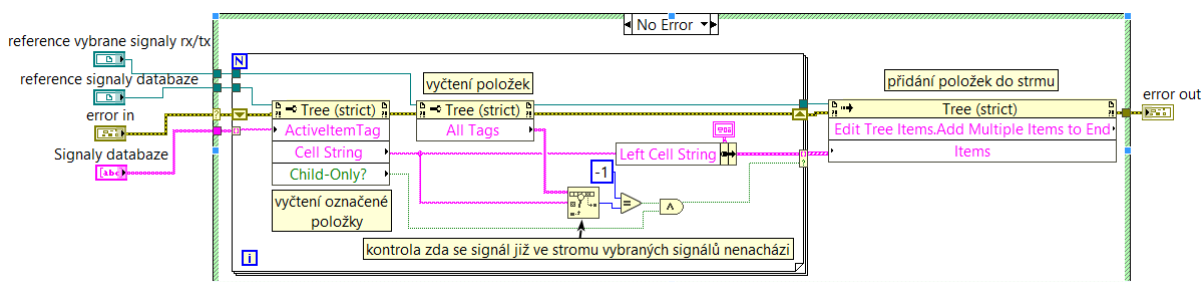 No Error
reference vybrane signaly rx/tx
reference signaly databaze
error in
Signaly databaze
N
Tree (strict)
ActiveItemTag
Cell String
Child-Only?
vyčtení označené
položky
vyčtení položek
Tree (strict)
All Tags
Left Cell String
-1
=
∧
kontrola zda se signál již ve stromu vybraných signálů nenachází
i
přidání položek do strmu
Tree (strict)
Edit Tree Items.Add Multiple Items to End
Items
error out
abc